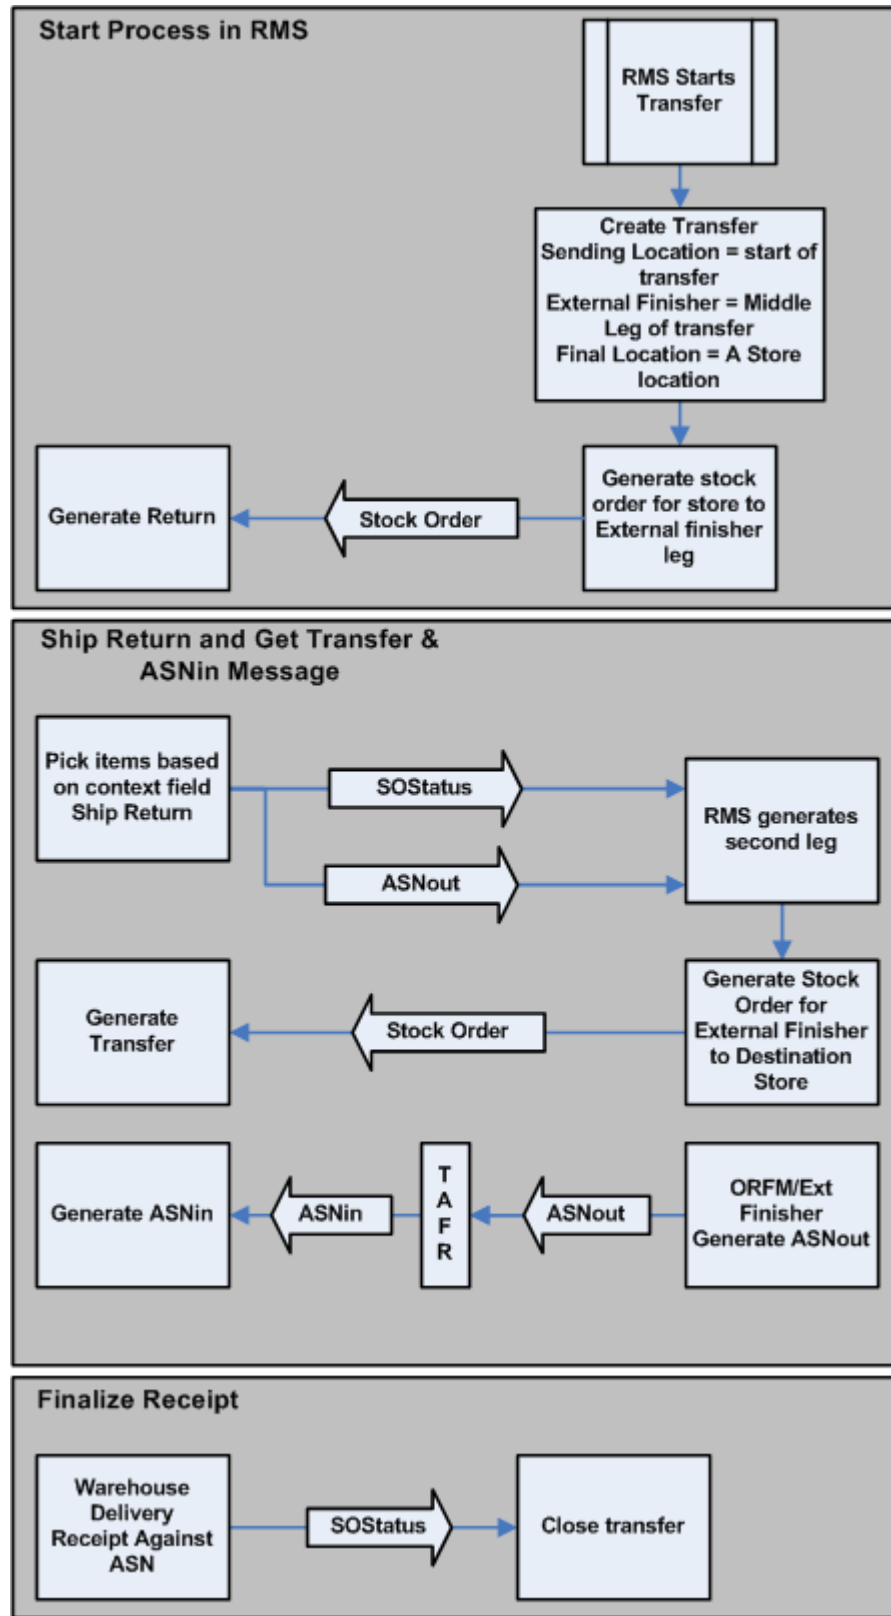 Start Process in RMS
RMS Starts
Transfer
Create Transfer
Sending Location = start of
transfer
External Finisher = Middle
Leg of transfer
Final Location = A Store
location
Generate Return
Stock Order
Generate stock
order for store to
External finisher
leg
Ship Return and Get Transfer &
ASNin Message
Pick items based
on context field
Ship Return
SOStatus
ASNout
RMS generates
second leg
Generate
Transfer
Stock Order
Generate Stock
Order for
External Finisher
to Destination
Store
Generate ASNin
ASNin
T
A
F
R
ASNout
ORFM/Ext
Finisher
Generate ASNout
Finalize Receipt
Warehouse
Delivery
Receipt Against
ASN
SOStatus
Close transfer